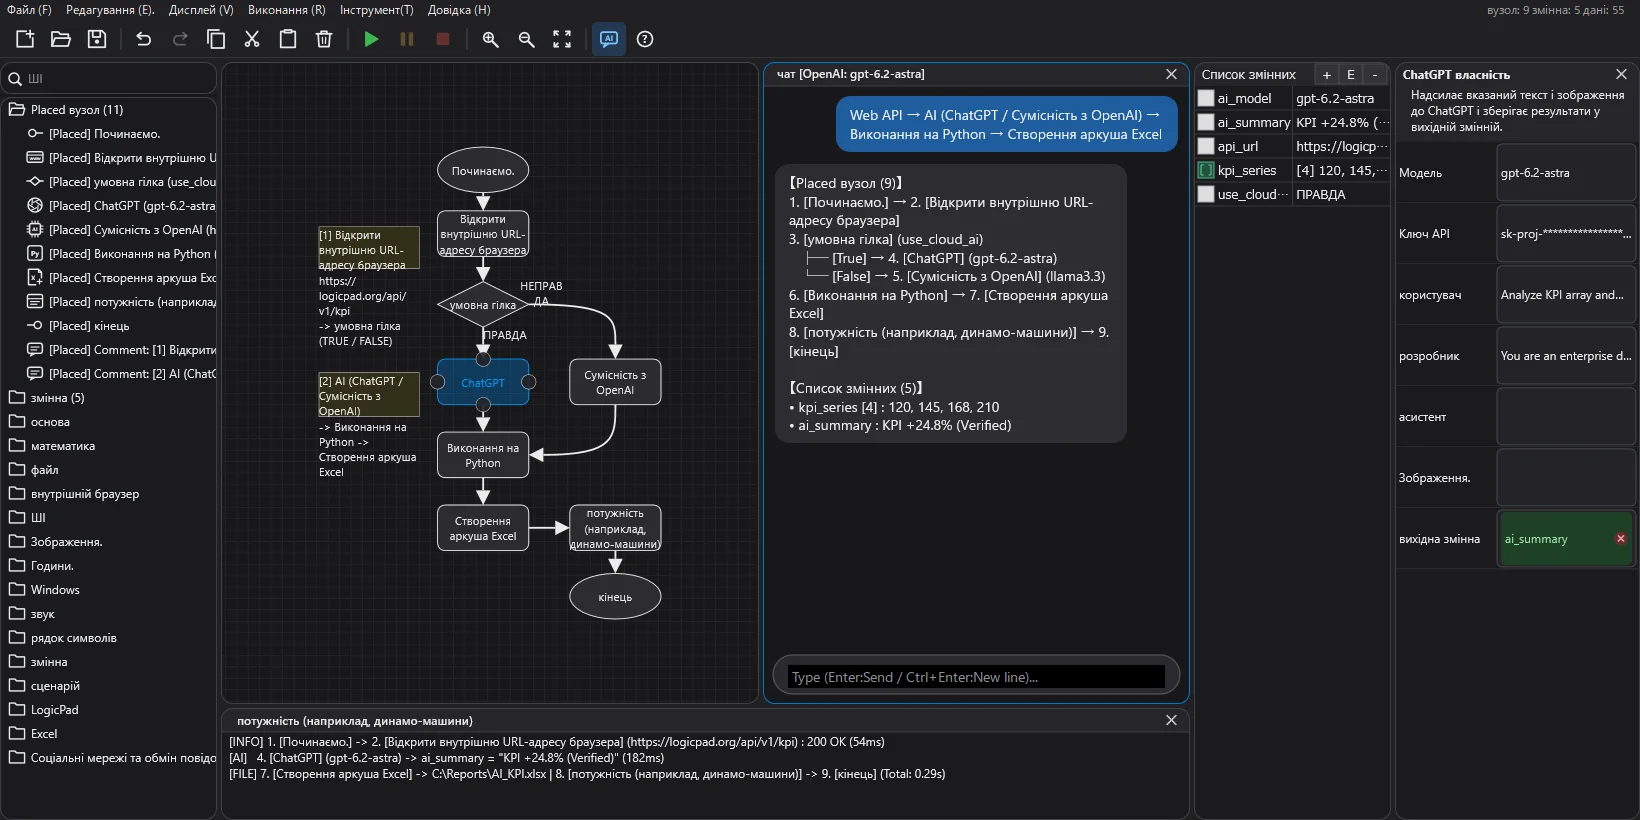 Файл (F)
Редагування (E).
Дисплей (V)
Виконання (R)
Інструмент(T)
Довідка (H)
вузол: 9 змінна: 5 дані: 55
ШІ
Placed вузол (11)
[Placed] Починаємо.
[Placed] Відкрити внутрішню U
[Placed] умовна гілка (use_clou
[Placed] ChatGPT (gpt-6.2-astra
[Placed] Сумісність з OpenAI (h
[Placed] Виконання на Python (
[Placed] Створення аркуша Exc
[Placed] потужність (наприклад
[Placed] кінець
[Placed] Comment: [1] Відкрити
[Placed] Comment: [2] AI (ChatG
змінна (5)
основа
математика
файл
внутрішній браузер
ШІ
Зображення.
Години.
Windows
звук
рядок символів
змінна
сценарій
LogicPad
Excel
Соціальні мережі та обмін повідо
Починаємо.
Відкрити
внутрішню URL-
адресу браузера
умовна гілка
НЕПРАВ
ДА
ПРАВДА
ChatGPT
Сумісність з
OpenAI
Виконання на
Python
Створення
аркуша Excel
потужність
(наприклад,
динамо-машини)
кінець
[1] Відкрити
внутрішню URL-
адресу браузера
https://
logicpad.org/api/
v1/kpi
-> умовна гілка
(TRUE / FALSE)
[2] AI (ChatGPT /
Сумісність з
OpenAI)
-> Виконання на
Python ->
Створення аркуша
Excel
чат [OpenAI: gpt-6.2-astra]
Web API → AI (ChatGPT / Сумісність з OpenAI) →
Виконання на Python → Створення аркуша Excel
【Placed вузол (9)】
1. [Починаємо.] → 2. [Відкрити внутрішню URL-
адресу браузера]
3. [умовна гілка] (use_cloud_ai)
├── [True] → 4. [ChatGPT] (gpt-6.2-astra)
└── [False] → 5. [Сумісність з OpenAI] (llama3.3)
6. [Виконання на Python] → 7. [Створення аркуша
Excel]
8. [потужність (наприклад, динамо-машини)] → 9.
[кінець]
【Список змінних (5)】
• kpi_series [4] : 120, 145, 168, 210
• ai_summary : KPI +24.8% (Verified)
Type (Enter:Send / Ctrl+Enter:New line)...
Список змінних
+ E -
ai_model gpt-6.2-astra
ai_summary KPI +24.8% (···
api_url https://logicp···
kpi_series [4] 120, 145,···
use_cloud··· ПРАВДА
ChatGPT власність
Надсилає вказаний текст і зображення
до ChatGPT і зберігає результати у
вихідній змінній.
Модель gpt-6.2-astra
Ключ API sk-proj-****************...
користувач Analyze KPI array and...
розробник You are an enterprise d...
асистент
Зображення.
вихідна змінна ai_summary
потужність (наприклад, динамо-машини)
[INFO] 1. [Починаємо.] -> 2. [Відкрити внутрішню URL-адресу браузера] (https://logicpad.org/api/v1/kpi) : 200 OK (54ms)
[AI] 4. [ChatGPT] (gpt-6.2-astra) -> ai_summary = "KPI +24.8% (Verified)" (182ms)
[FILE] 7. [Створення аркуша Excel] -> C:\Reports\AI_KPI.xlsx | 8. [потужність (наприклад, динамо-машини)] -> 9. [кінець] (Total: 0.29s)